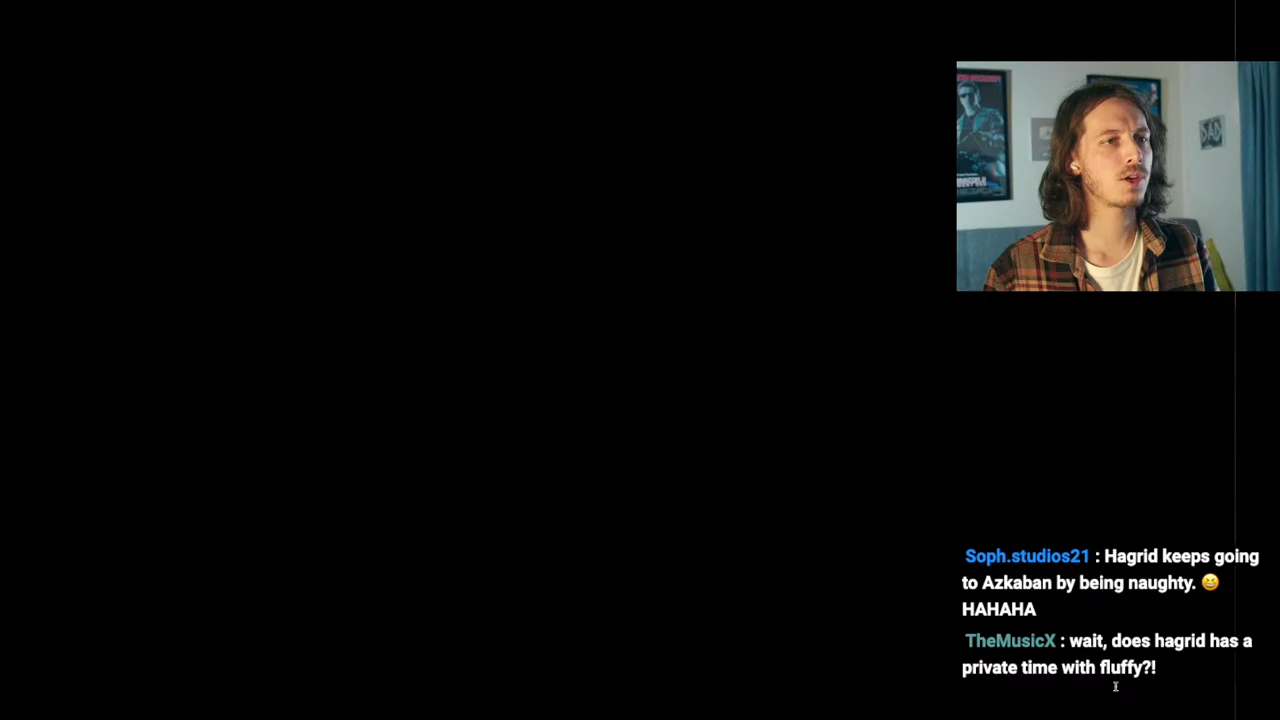 DAD
Soph.studios21 : Hagrid keeps going
to Azkaban by being naughty. 😆
HAHAHA
TheMusicX : wait, does hagrid has a
private time with fluffy?!